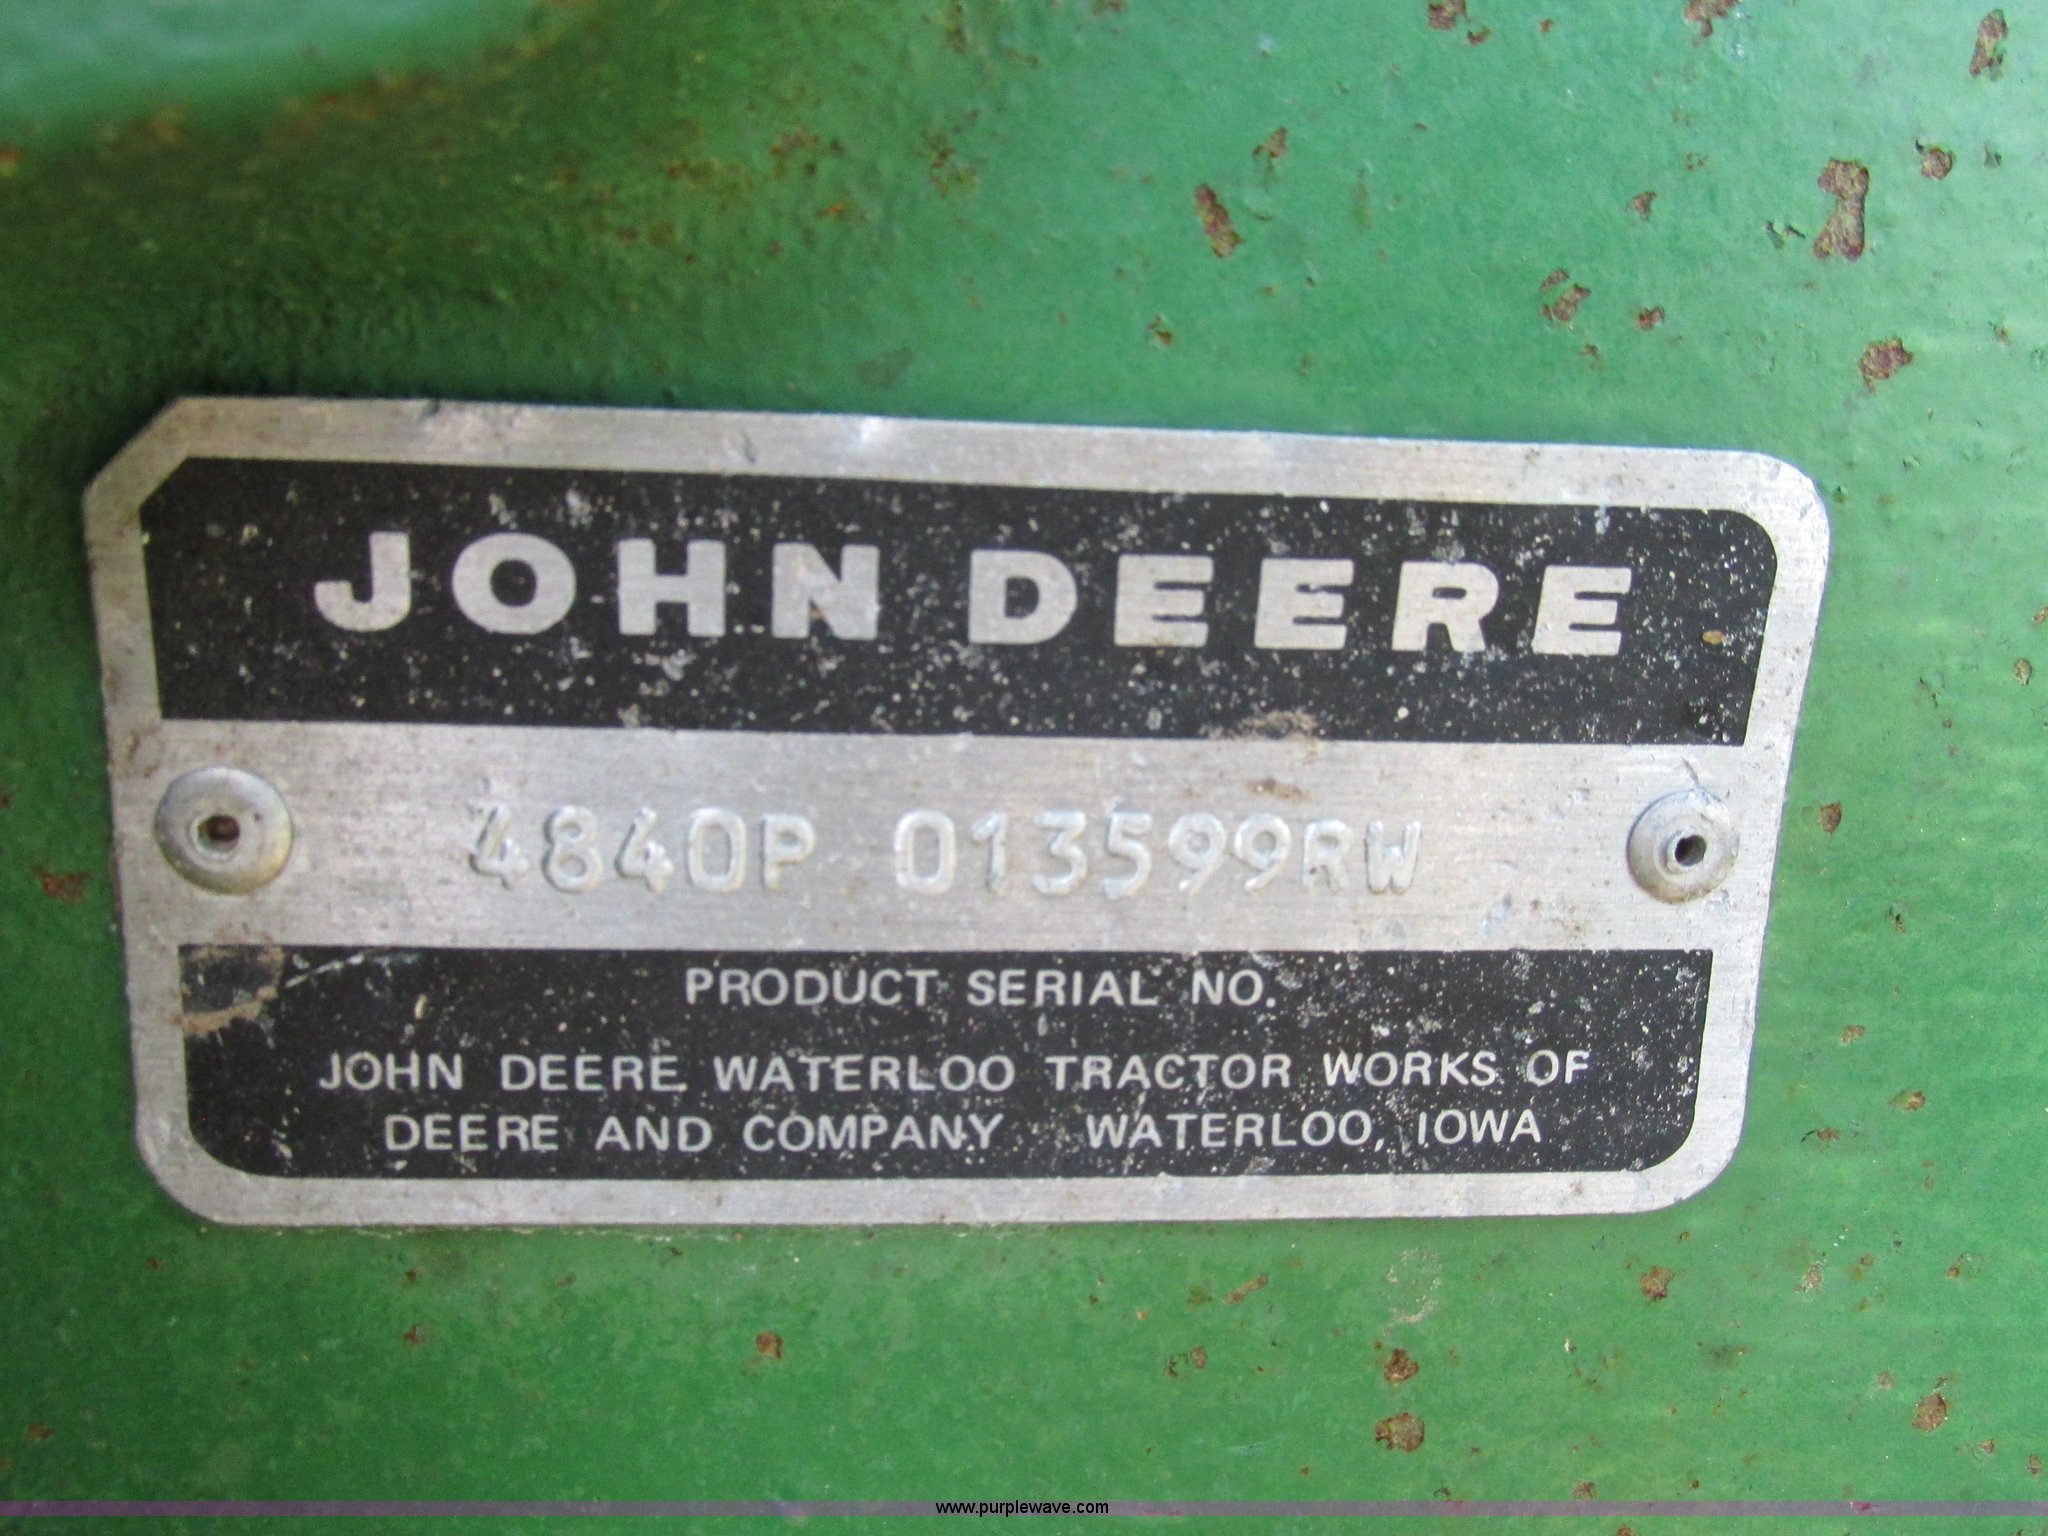 JOHN DEERE
4840P 013599RW
PRODUCT SERIAL NO.
JOHN DEERE WATERLOO TRACTOR WORKS OF
DEERE AND COMPANY WATERLOO, IOWA
www.purplewave.com